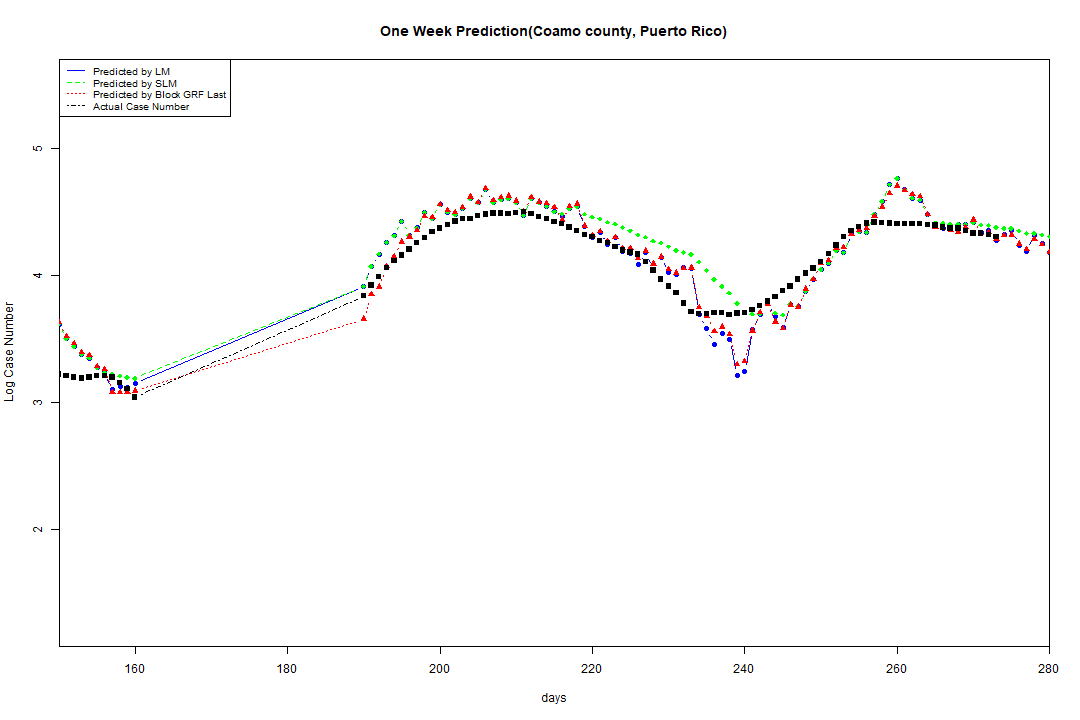 One Week Prediction(Coamo county, Puerto Rico)
Predicted by LM
Predicted by SLM
Predicted by Block GRF Last
Actual Case Number
Log Case Number
5
4
3
2
160 180 200 220 240 260 280
days